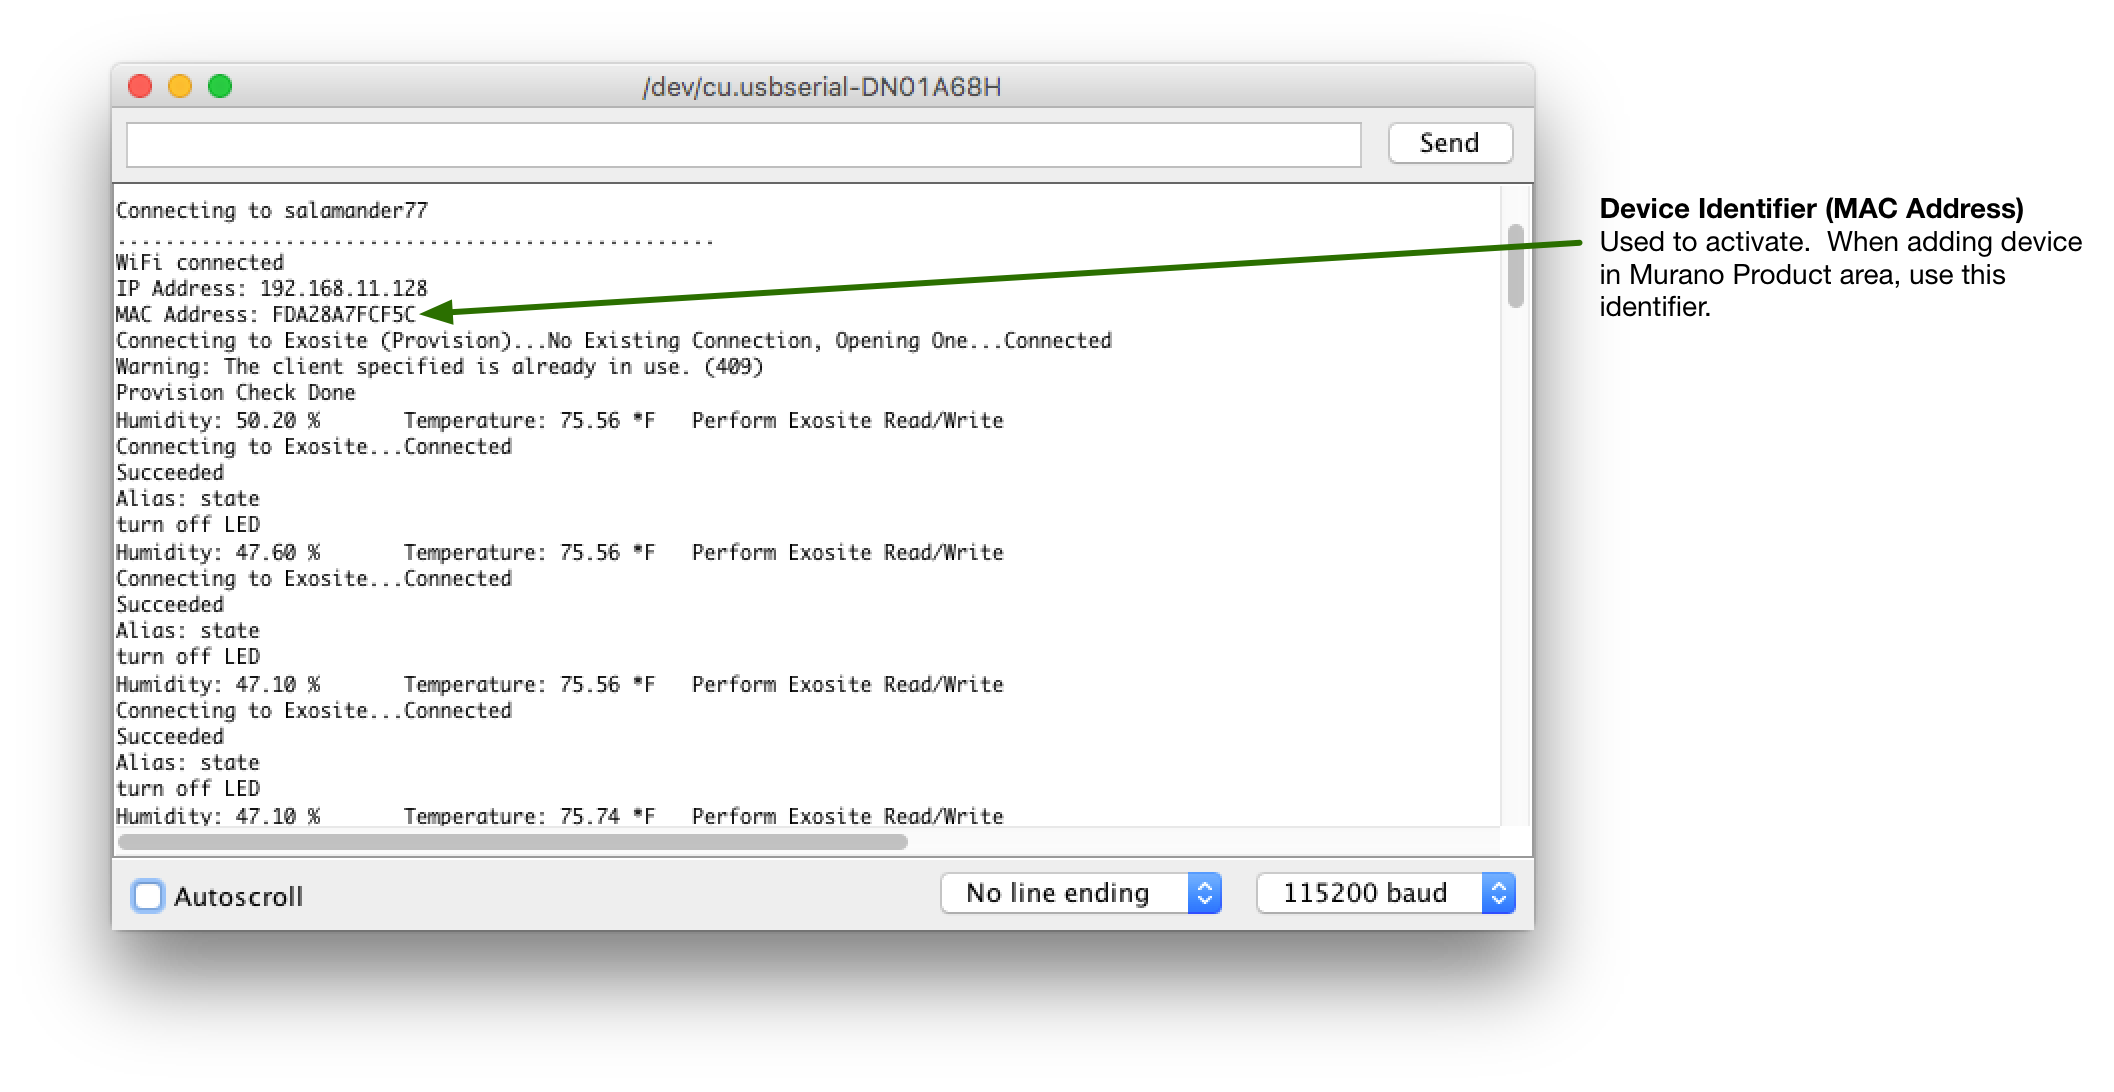 /dev/cu.usbserial-DN01A68H
Send
Connecting to salamander77
..................................................
WiFi connected
IP Address: 192.168.11.128
MAC Address: FDA28A7FCF5C
Connecting to Exosite (Provision)...No Existing Connection, Opening One...Connected
Warning: The client specified is already in use. (409)
Provision Check Done
Humidity: 50.20 %       Temperature: 75.56 *F   Perform Exosite Read/Write
Connecting to Exosite...Connected
Succeeded
Alias: state
turn off LED
Humidity: 47.60 %       Temperature: 75.56 *F   Perform Exosite Read/Write
Connecting to Exosite...Connected
Succeeded
Alias: state
turn off LED
Humidity: 47.10 %       Temperature: 75.56 *F   Perform Exosite Read/Write
Connecting to Exosite...Connected
Succeeded
Alias: state
turn off LED
Humidity: 47.10 %       Temperature: 75.74 *F   Perform Exosite Read/Write
Autoscroll
No line ending
115200 baud
Device Identifier (MAC Address)
Used to activate.  When adding device
in Murano Product area, use this
identifier.